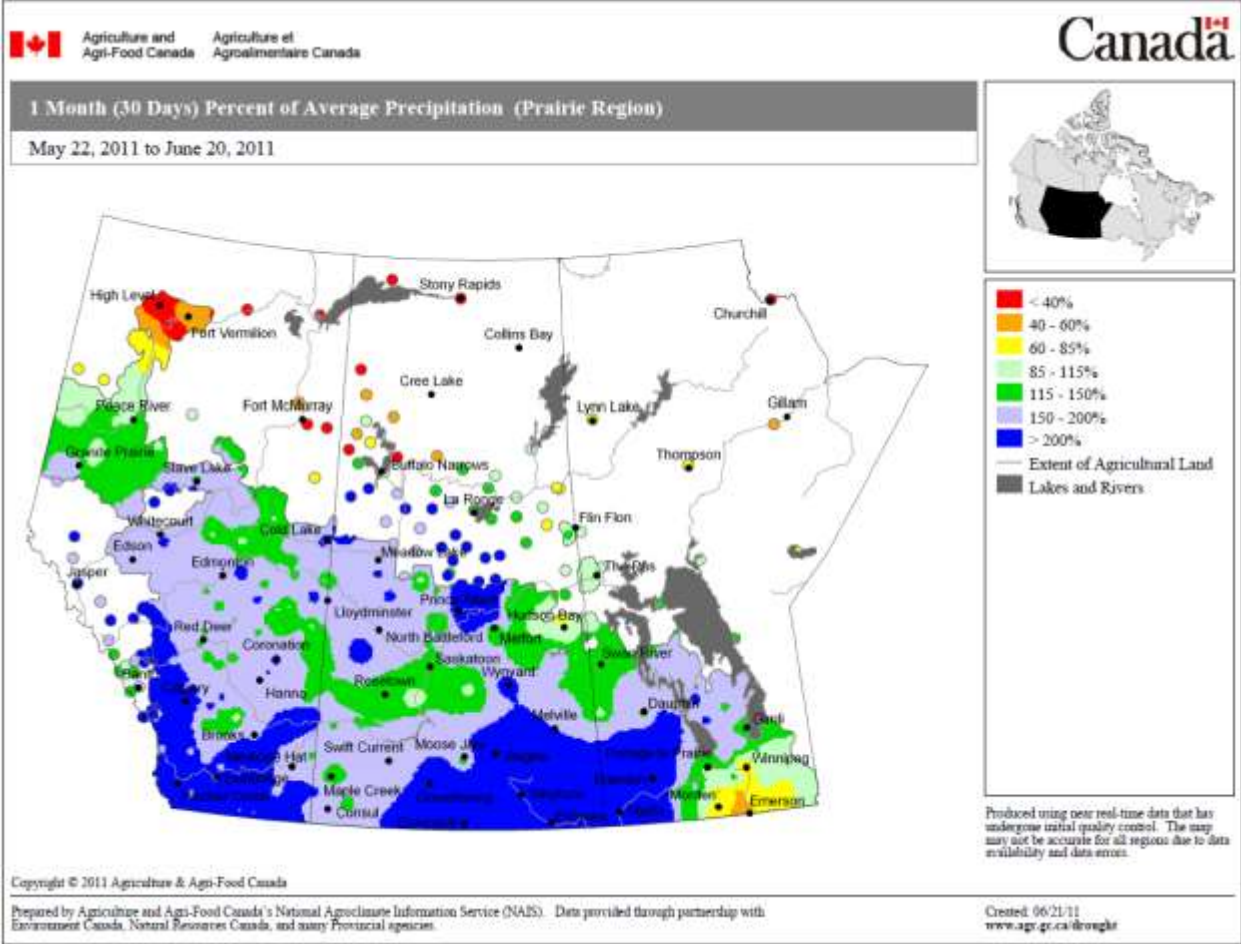 Agriculture and Agriculture et
Agri-Food Canada Agroalimentaire Canada
Canada
1 Month (30 Days) Percent of Average Precipitation (Prairie Region)
May 22, 2011 to June 20, 2011
Stony Rapids
High Level
Churchill
Fort Vermilion
Collins Bay
Cree Lake
Peace River
Fort McMurray
Lynn Lake
Gillam
Grande Prairie
Thompson
Slave Lake
Buffalo Narrows
La Ronge
Whitecourt
Cold Lake
Flin Flon
Edson
Edmonton
Meadow Lake
The Pas
Jasper
Lloydminster
Prince
Hudson Bay
Red Deer
North Battleford
Melfort
Coronation
Saskatoon
Swan River
Banff
Calgary
Hanna
Rosetown
Wynyard
Dauphin
Melville
Gimli
Brooks
Medicine Hat
Swift Current
Moose Jaw
Regina
Portage la Prairie
Winnipeg
Maple Creek
Brandon
Morden
Emerson
Consul
< 40%
40 - 60%
60 - 85%
85 - 115%
115 - 150%
150 - 200%
> 200%
Extent of Agricultural Land
Lakes and Rivers
Produced using near real-time data that has
undergone initial quality control. The map
may not be accurate for all regions due to data
availability and data errors.
Copyright © 2011 Agriculture & Agri-Food Canada
Prepared by Agriculture and Agri-Food Canada's National Agroclimate Information Service (NAIS). Data provided through partnership with
Environment Canada, Natural Resources Canada, and many Provincial agencies.
Created: 06/21/11
www.agr.gc.ca/drought